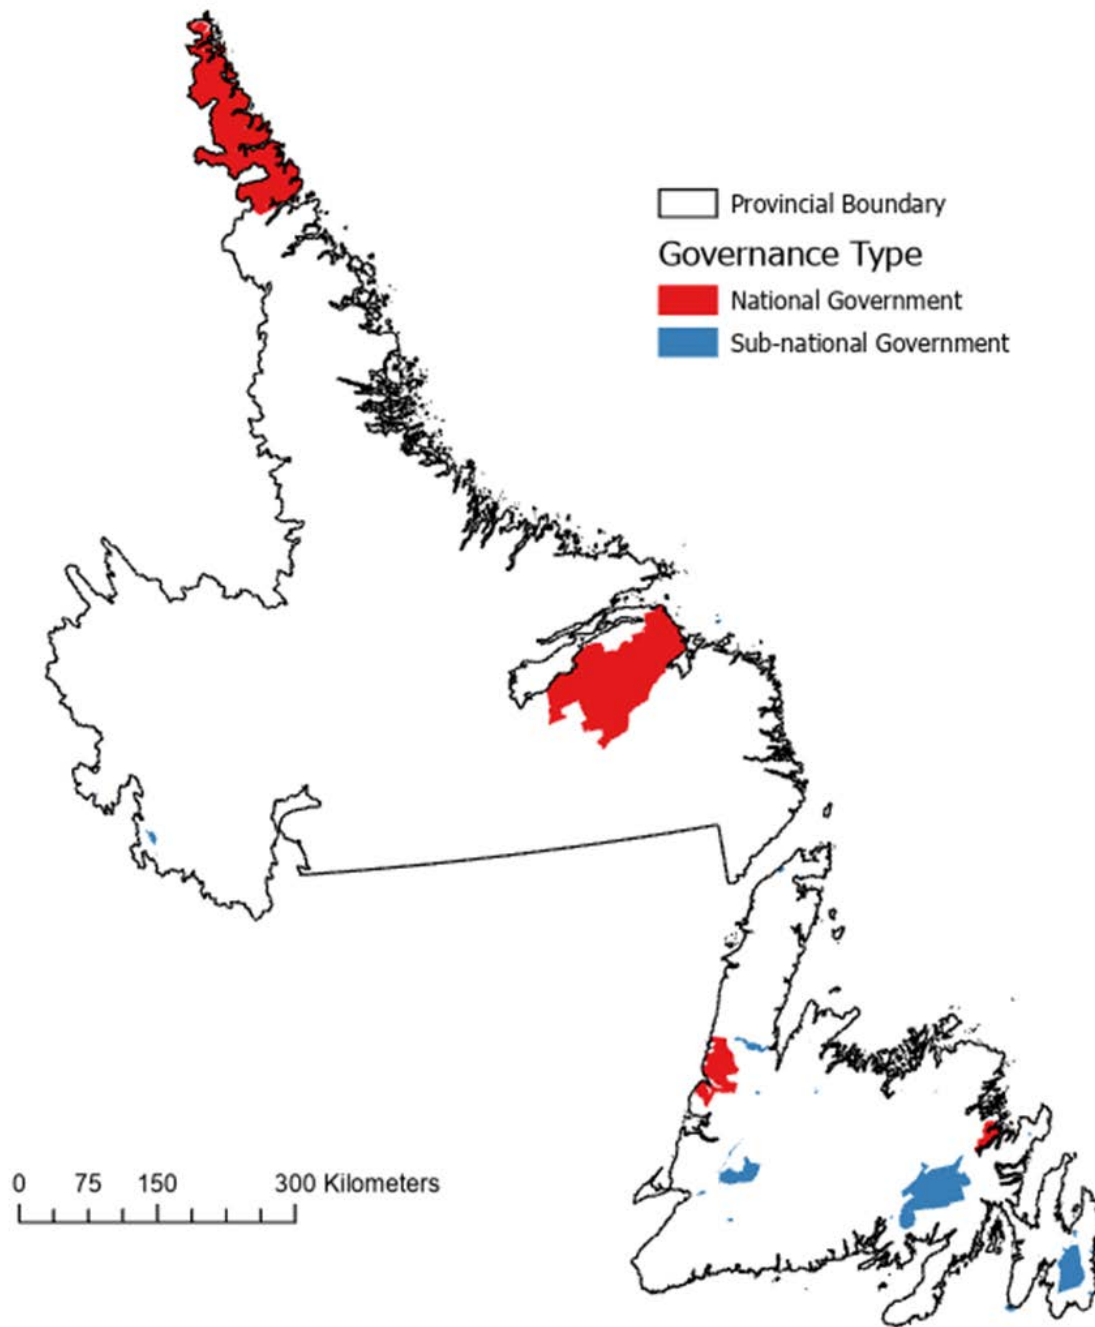 Provincial Boundary
Governance Type
National Government
Sub-national Government
0 75 150 300 Kilometers